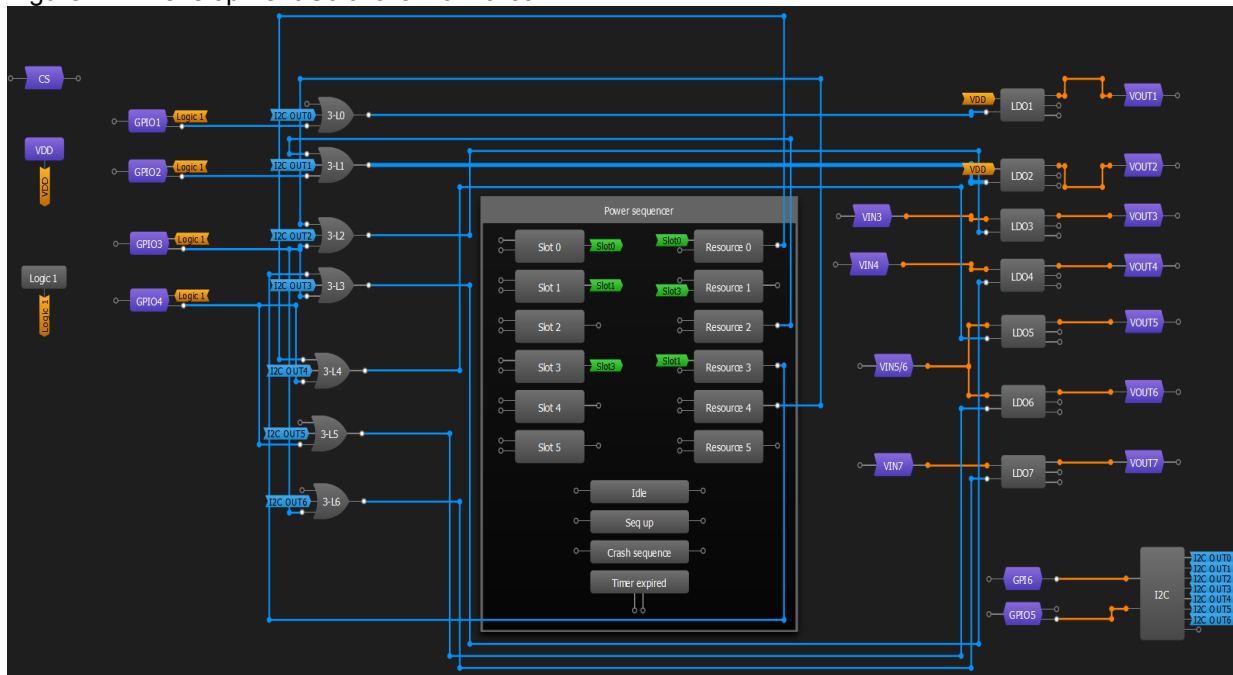 CS
VDD
VDD
Logic 1
Logic 1
GPIO1
Logic 1
GPIO2
Logic 1
GPIO3
Logic 1
GPIO4
Logic 1
I2C OUT0
3-L0
I2C OUT1
3-L1
I2C OUT2
3-L2
I2C OUT3
3-L3
I2C OUT4
3-L4
I2C OUT5
3-L5
I2C OUT6
3-L6
Power sequencer
Slot 0
Slot0
Slot0
Resource 0
Slot 1
Slot1
Slot3
Resource 1
Slot 2
Resource 2
Slot 3
Slot3
Slot1
Resource 3
Slot 4
Resource 4
Slot 5
Resource 5
Idle
Seq up
Crash sequence
Timer expired
VDD
LDO1
VOUT1
VDD
LDO2
VOUT2
VIN3
LDO3
VOUT3
VIN4
LDO4
VOUT4
LDO5
VOUT5
VIN5/6
LDO6
VOUT6
VIN7
LDO7
VOUT7
GPI6
GPIO5
I2C
I2C OUT0
I2C OUT1
I2C OUT2
I2C OUT3
I2C OUT4
I2C OUT5
I2C OUT6